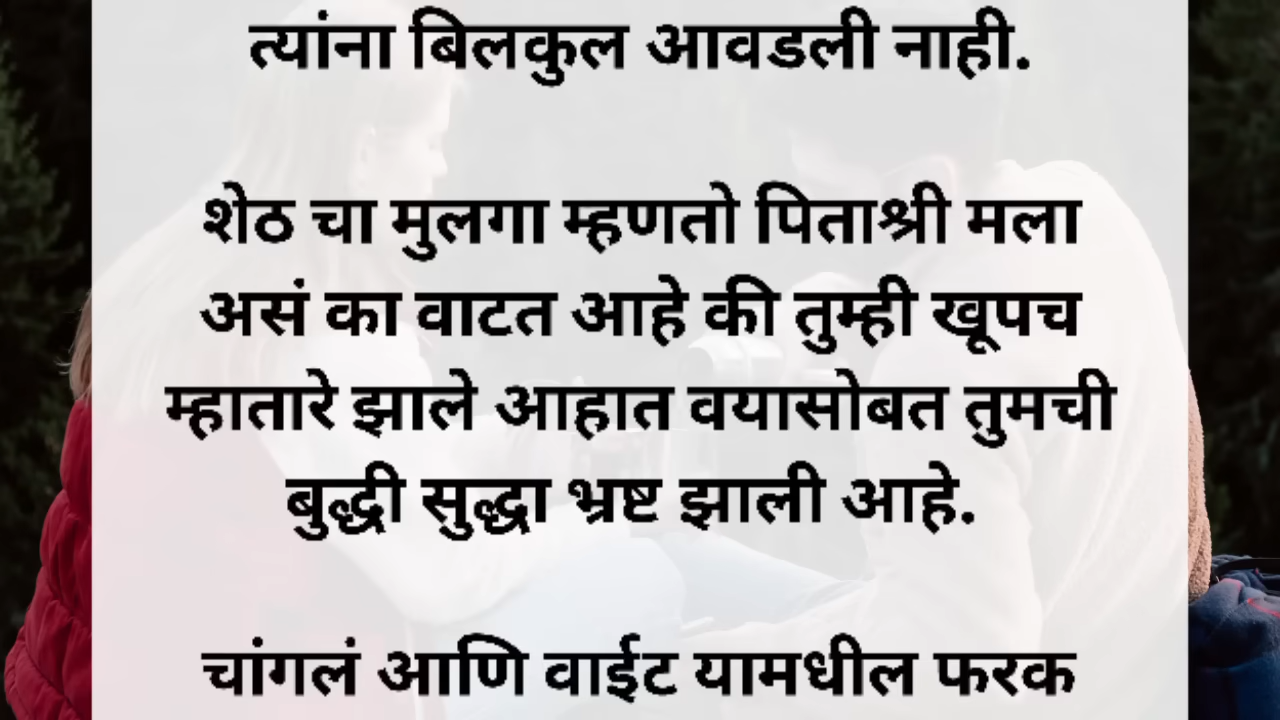 त्यांना बिलकुल आवडली नाही.
शेठ चा मुलगा म्हणतो पिताश्री मला
असं का वाटत आहे की तुम्ही खूपच
म्हातारे झाले आहात वयासोबत तुमची
बुद्धी सुद्धा भ्रष्ट झाली आहे.
चांगलं आणि वाईट यामधील फरक